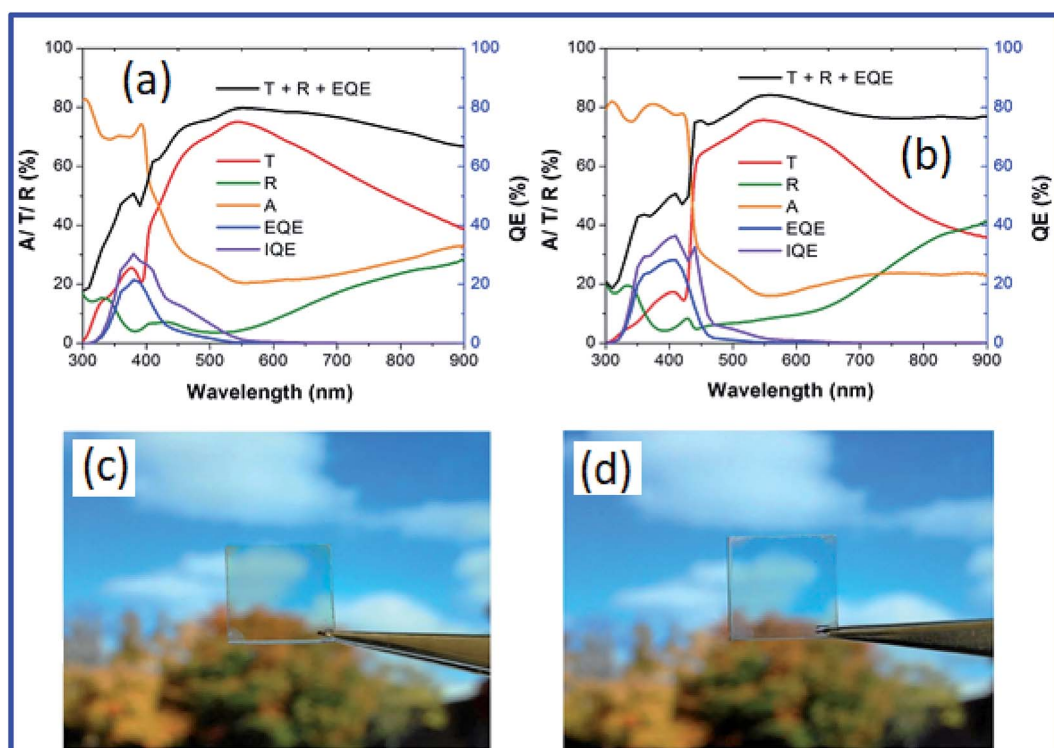 100
80
60
40
20
0
A/ T/ R (%)
(a)
T + R + EQE
T
R
A
EQE
IQE
100
80
60
40
20
0
QE (%)
300 400 500 600 700 800 900
Wavelength (nm)
100
80
60
40
20
0
A/ T/ R (%)
T + R + EQE
(b)
T
R
A
EQE
IQE
100
80
60
40
20
0
QE (%)
300 400 500 600 700 800 900
Wavelength (nm)
(c)
(d)